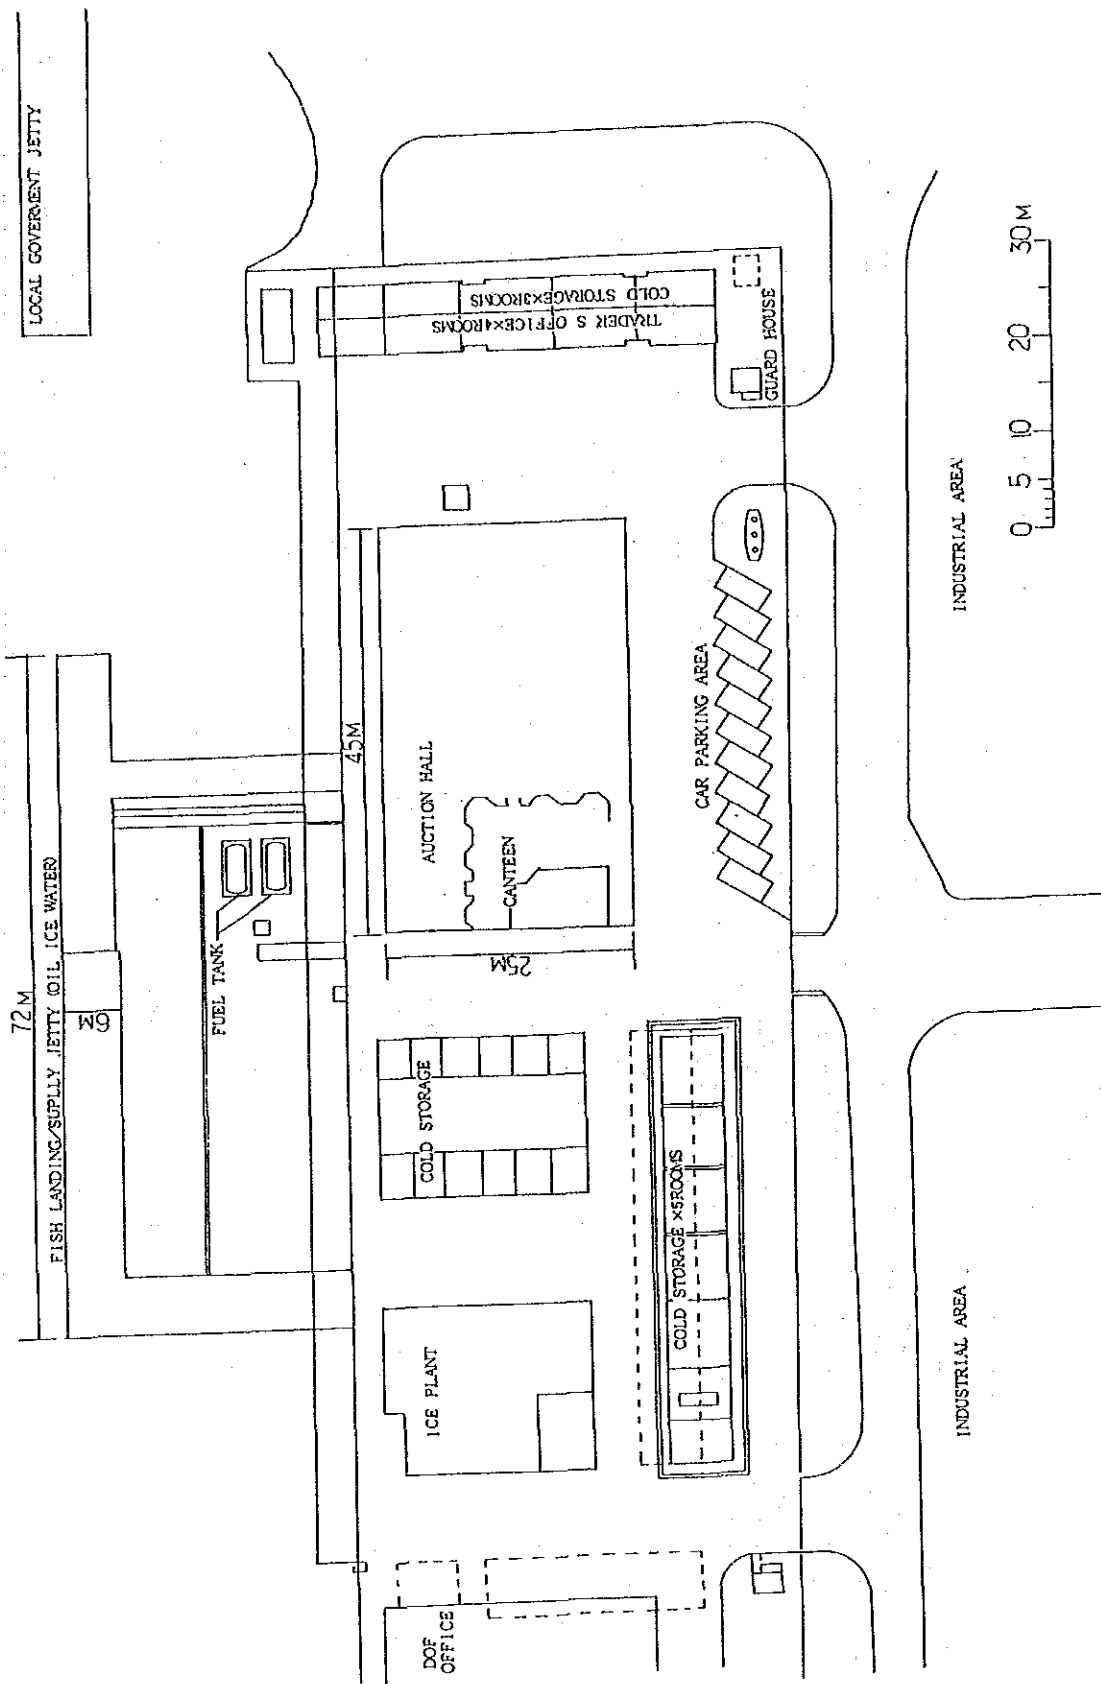 LOCAL GOVERMENT JETTY
72M
FISH LANDING/SUPLLY JETTY (OIL ICE WATER)
6M
FUEL TANK
45M
AUCTION HALL
CANTEEN
25M
COLD STORAGE×3ROOMS
TRADER S OFFICE×4ROOMS
GUARD HOUSE
CAR PARKING AREA
COLD STORAGE
COLD STORAGE ×5ROOMS
ICE PLANT
DOF
OFFICE
INDUSTRIAL AREA
INDUSTRIAL AREA
0 5 10 20 30M